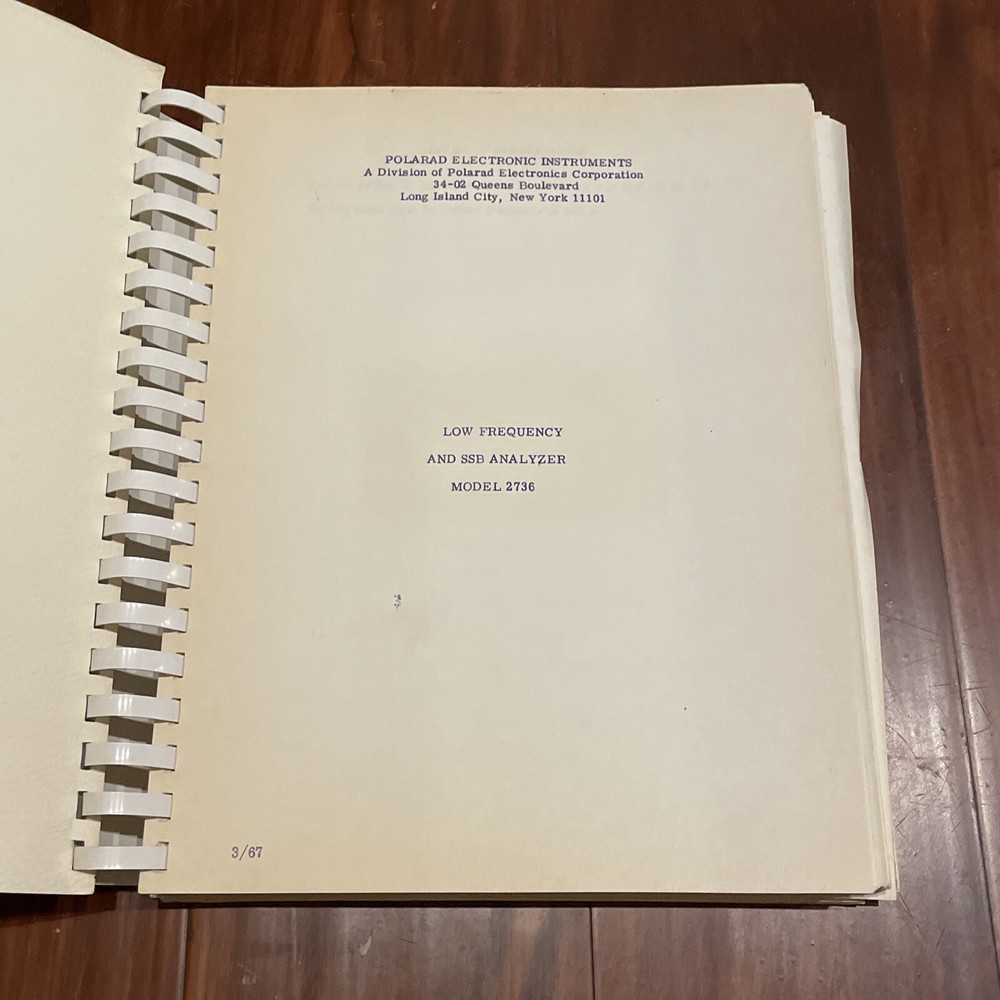 POLARAD ELECTRONIC INSTRUMENTS
A Division of Polarad Electronics Corporation
34-02 Queens Boulevard
Long Island City, New York 11101
LOW FREQUENCY
AND SSB ANALYZER
MODEL 2736
3/67